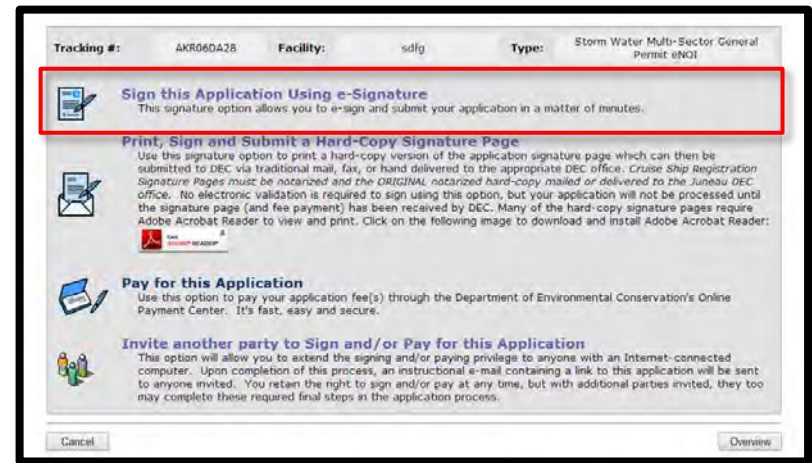 Tracking #: AKR06DA28 Facility: sdfg Type: Storm Water Multi-Sector General
Permit eNOI
Sign this Application Using e-Signature
This signature option allows you to e-sign and submit your application in a matter of minutes.
Print, Sign and Submit a Hard-Copy Signature Page
Use this signature option to print a hard-copy version of the application signature page which can then be
submitted to DEC via traditional mail, fax, or hand delivered to the appropriate DEC office. Cruise Ship Registration
Signature Pages must be notarized and the ORIGINAL notarized hard-copy mailed or delivered to the Juneau DEC
office. No electronic validation is required to sign using this option, but your application will not be processed until
the signature page (and fee payment) has been received by DEC. Many of the hard-copy signature pages require
Adobe Acrobat Reader to view and print. Click on the following image to download and install Adobe Acrobat Reader:
ADOBE® READER®
Pay for this Application
Use this option to pay your application fee(s) through the Department of Environmental Conservation's Online
Payment Center. It's fast, easy and secure.
Invite another party to Sign and/or Pay for this Application
This option will allow you to extend the signing and/or paying privilege to anyone with an Internet-connected
computer. Upon completion of this process, an instructional e-mail containing a link to this application will be sent
to anyone invited. You retain the right to sign and/or pay at any time, but with additional parties invited, they too
may complete these required final steps in the application process.
Cancel Overview